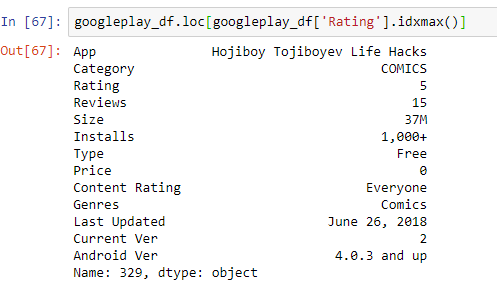 In [67]: googleplay_df.loc[googleplay_df['Rating'].idxmax()]
Out[67]: App Hojiboy Tojiboyev Life Hacks
Category COMICS
Rating 5
Reviews 15
Size 37M
Installs 1,000+
Type Free
Price 0
Content Rating Everyone
Genres Comics
Last Updated June 26, 2018
Current Ver 2
Android Ver 4.0.3 and up
Name: 329, dtype: object